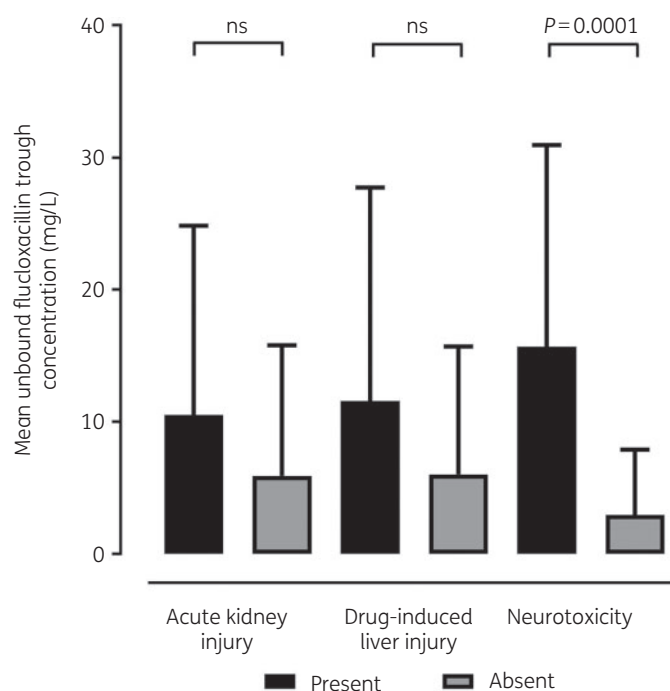 Mean unbound flucloxacillin trough
concentration (mg/L)
40
30
20
10
0
ns
ns
P=0.0001
Acute kidney
injury
Drug-induced
liver injury
Neurotoxicity
Present
Absent